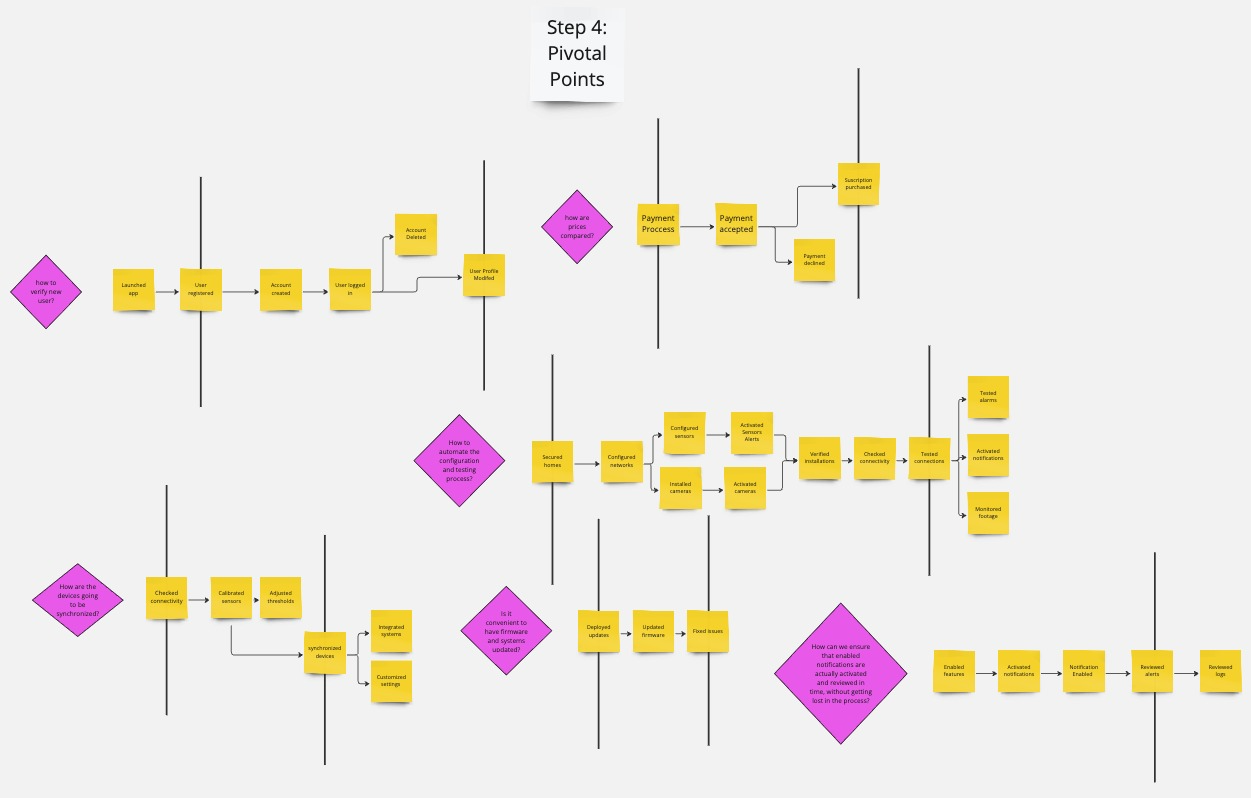 Step 4:
Pivotal
Points
how to
verify new
user?
Launched
app
User
registered
Account
created
User logged
in
Account
Deleted
User Profile
Modifed
how are
prices
compared?
Payment
Proccess
Payment
accepted
Suscription
purchased
Payment
declined
How to
automate the
configuration
and testing
process?
Secured
homes
Configured
networks
Configured
sensors
Activated
Sensors
Alerts
Installed
cameras
Activated
cameras
Verified
installations
Checked
connectivity
Tested
connections
Tested
alarms
Activated
notifications
Monitored
footage
How are the
devices going
to be
synchronized?
Checked
connectivity
Calibrated
sensors
Adjusted
thresholds
synchronized
devices
Integrated
systems
Customized
settings
Is it
convenient to
have firmware
and systems
updated?
Deployed
updates
Updated
firmware
Fixed issues
How can we ensure
that enabled
notifications are
actually activated
and reviewed in
time, without getting
lost in the process?
Enabled
features
Activated
notifications
Notification
Enabled
Reviewed
alerts
Reviewed
logs